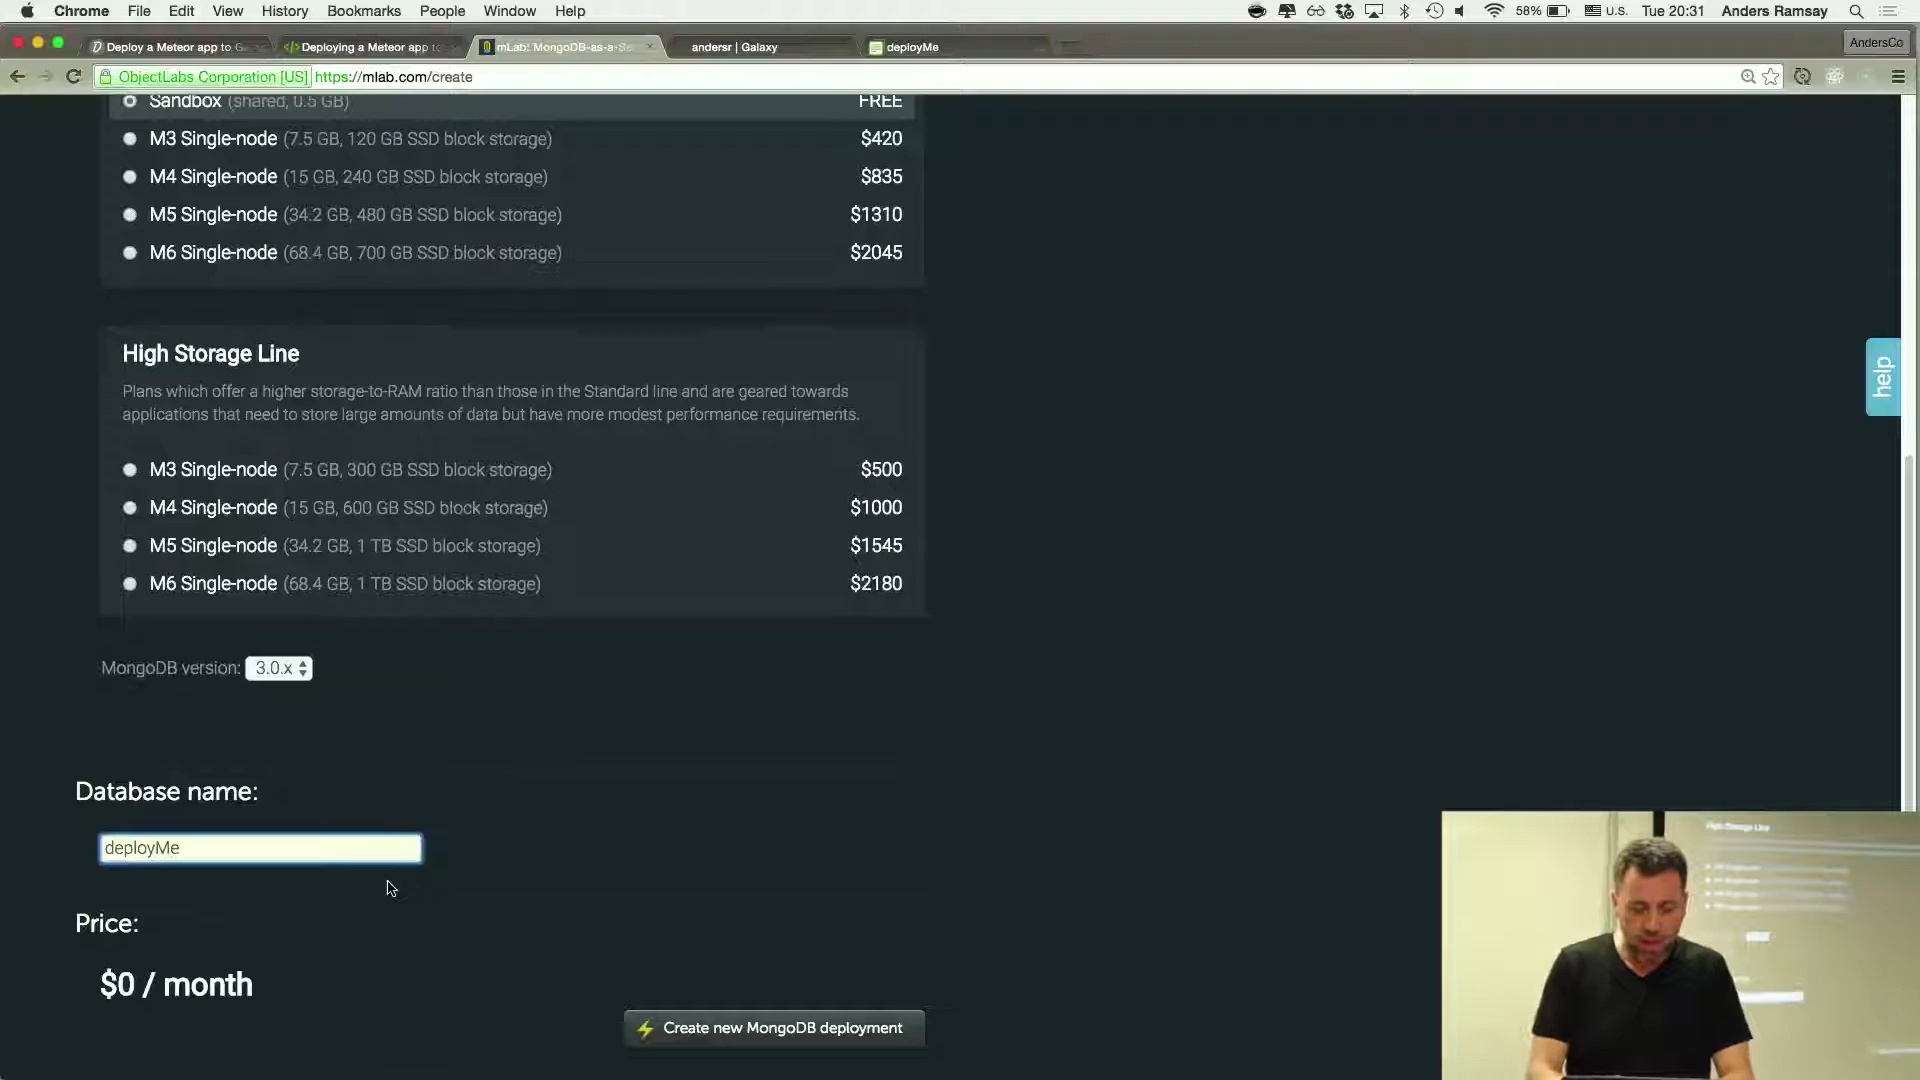 Chrome File Edit View History Bookmarks People Window Help 58% U.S. Tue 20:31 Anders Ramsay
Deploy a Meteor app to G Deploying a Meteor app to mLab: MongoDB-as-a-Se andersr | Galaxy deployMe AndersCo
ObjectLabs Corporation [US] https://mlab.com/create
Sandbox (shared, 0.5 GB) FREE
M3 Single-node (7.5 GB, 120 GB SSD block storage) $420
M4 Single-node (15 GB, 240 GB SSD block storage) $835
M5 Single-node (34.2 GB, 480 GB SSD block storage) $1310
M6 Single-node (68.4 GB, 700 GB SSD block storage) $2045
High Storage Line
Plans which offer a higher storage-to-RAM ratio than those in the Standard line and are geared towards
applications that need to store large amounts of data but have more modest performance requirements.
help
M3 Single-node (7.5 GB, 300 GB SSD block storage) $500
M4 Single-node (15 GB, 600 GB SSD block storage) $1000
M5 Single-node (34.2 GB, 1 TB SSD block storage) $1545
M6 Single-node (68.4 GB, 1 TB SSD block storage) $2180
MongoDB version: 3.0.x
Database name:
deployMe
Price:
$0 / month
Create new MongoDB deployment
High Storage Line